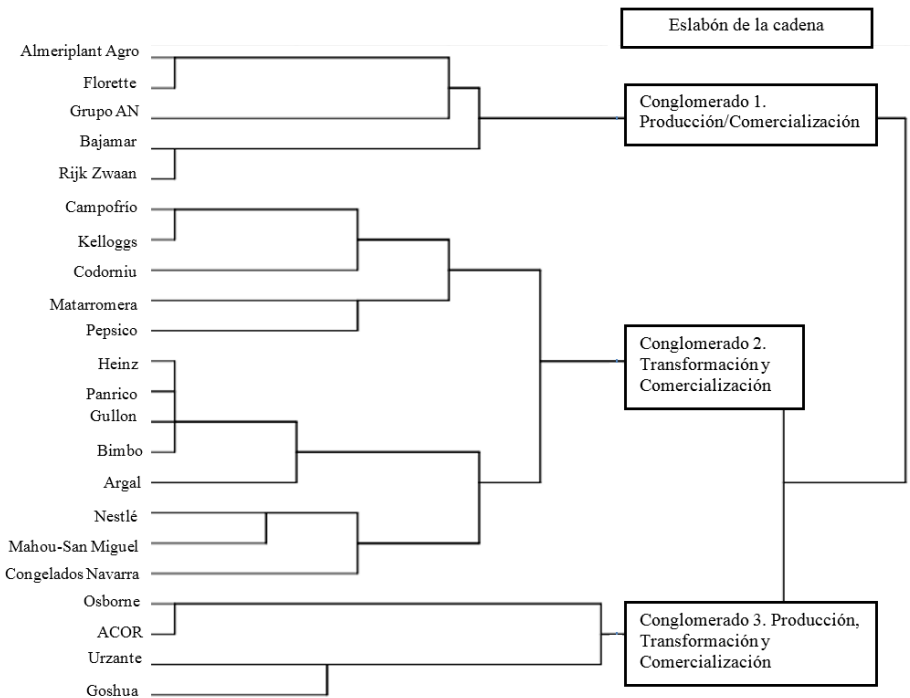 Eslabón de la cadena
Almeriplant Agro
Florette
Grupo AN
Bajamar
Rijk Zwaan
Conglomerado 1.
Producción/Comercialización
Campofrío
Kelloggs
Codorniu
Matarromera
Pepsico
Heinz
Panrico
Gullon
Bimbo
Argal
Nestlé
Mahou-San Miguel
Congelados Navarra
Conglomerado 2.
Transformación y
Comercialización
Osborne
ACOR
Urzante
Goshua
Conglomerado 3. Producción,
Transformación y
Comercialización